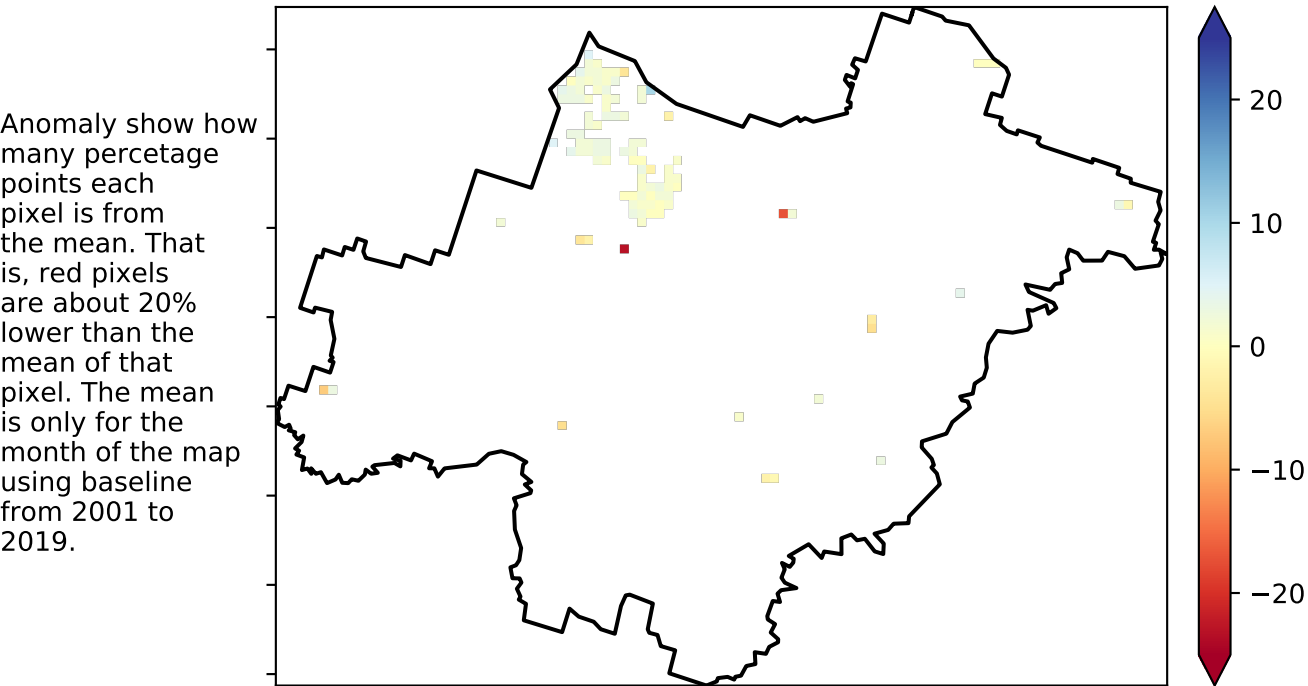 Anomaly show how
many percetage
points each
pixel is from
the mean. That
is, red pixels
are about 20%
lower than the
mean of that
pixel. The mean
is only for the
month of the map
using baseline
from 2001 to
2019.
20
10
0
−10
−20